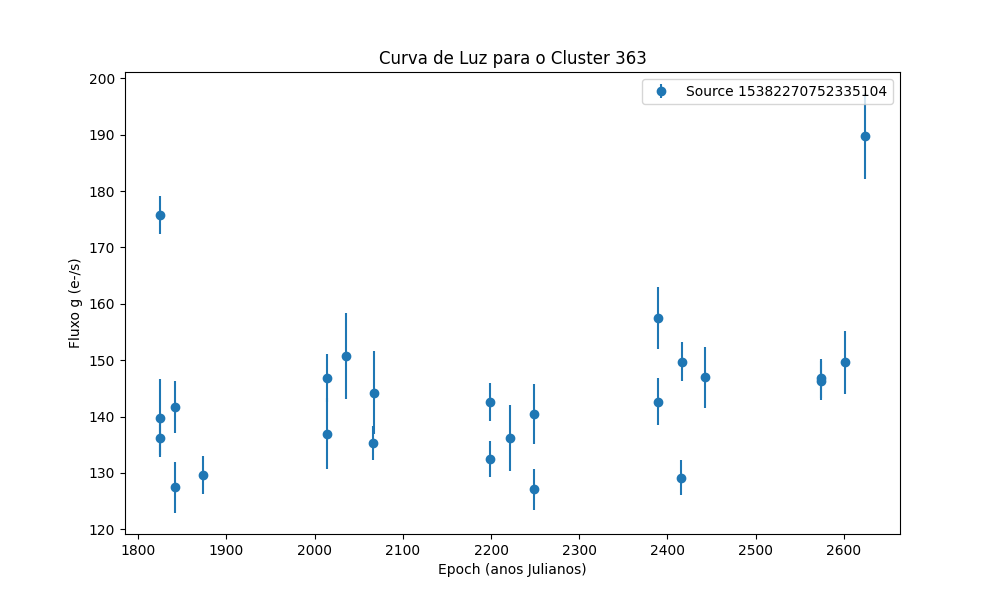 Curva de Luz para o Cluster 363
Source 15382270752335104
Fluxo g (e-/s)
200
190
180
170
160
150
140
130
120
1800 1900 2000 2100 2200 2300 2400 2500 2600
Epoch (anos Julianos)